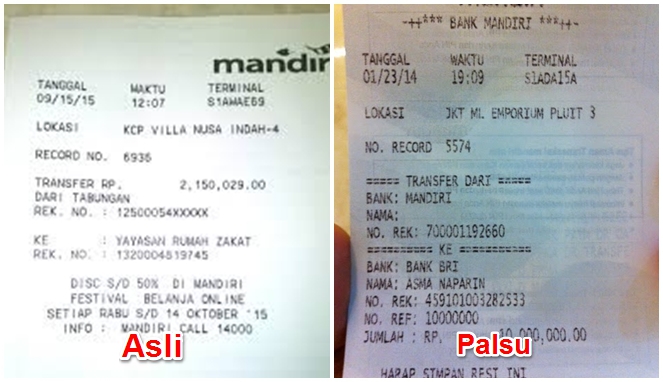 mandiri
TANGGAL WAKTU TERMINAL
09/15/15 12:07 S1AWAE69
LOKASI KCP VILLA NUSA INDAH-4
RECORD NO. 6936
TRANSFER RP. 2,150,029.00
DARI TABUNGAN
REK. NO. : 12500054XXXXX
KE : YAYASAN RUMAH ZAKAT
REK. NO. : 1320004819745
DISC S/D 50% DI MANDIRI
FESTIVAL BELANJA ONLINE
SETIAP RABU S/D 14 OKTOBER '15
INFO : MANDIRI CALL 14000
Asli
-++*** BANK MANDIRI ***++-
TANGGAL WAKTU TERMINAL
01/23/14 19:09 S1ADA15A
LOKASI JKT ML EMPORIUM PLUIT 3
NO. RECORD 5574
===== TRANSFER DARI =====
BANK: MANDIRI
NAMA:
NO. REK: 700001192660
========== KE ===========
BANK: BANK BRI
NAMA: ASMA NAPARIN
NO. REK: 459101003282533
NO. REF: 10000000
JUMLAH : RP. 10,000,000.00
HARAP SIMPAN RESI INI
Palsu